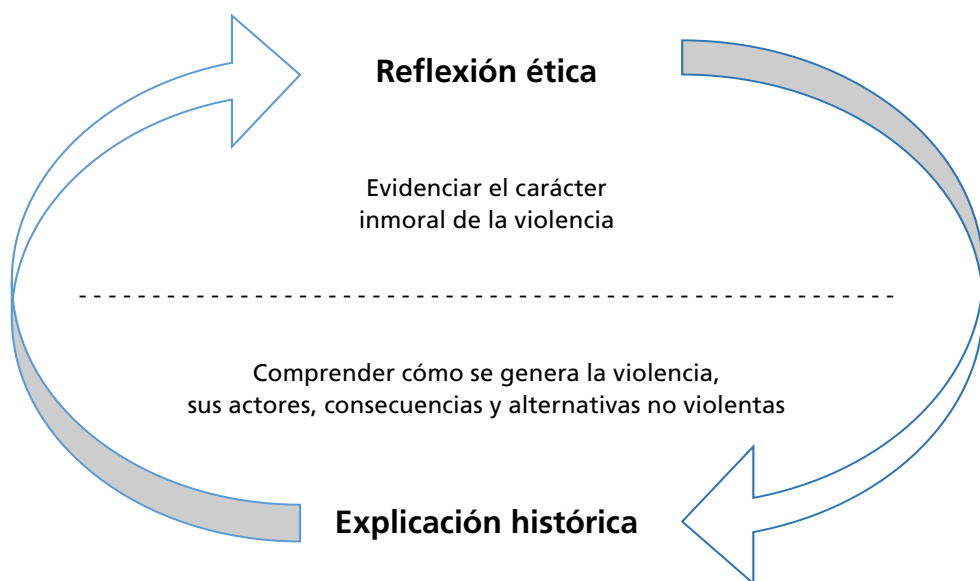 Reflexión ética
Evidenciar el carácter
inmoral de la violencia
Comprender cómo se genera la violencia,
sus actores, consecuencias y alternativas no violentas
Explicación histórica